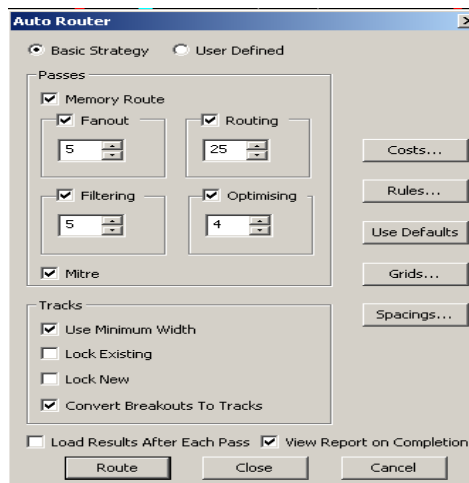 Auto Router
Basic Strategy User Defined
Passes
Memory Route
Fanout Routing
5 25
Costs...
Filtering Optimising
Rules...
5 4
Use Defaults
Mitre
Grids...
Tracks
Spacings...
Use Minimum Width
Lock Existing
Lock New
Convert Breakouts To Tracks
Load Results After Each Pass View Report on Completion
Route Close Cancel